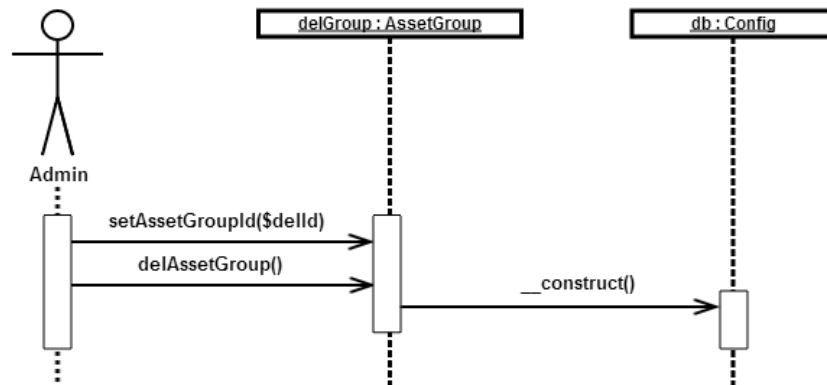 delGroup : AssetGroup
db : Config
Admin
setAssetGroupId($delId)
delAssetGroup()
__construct()